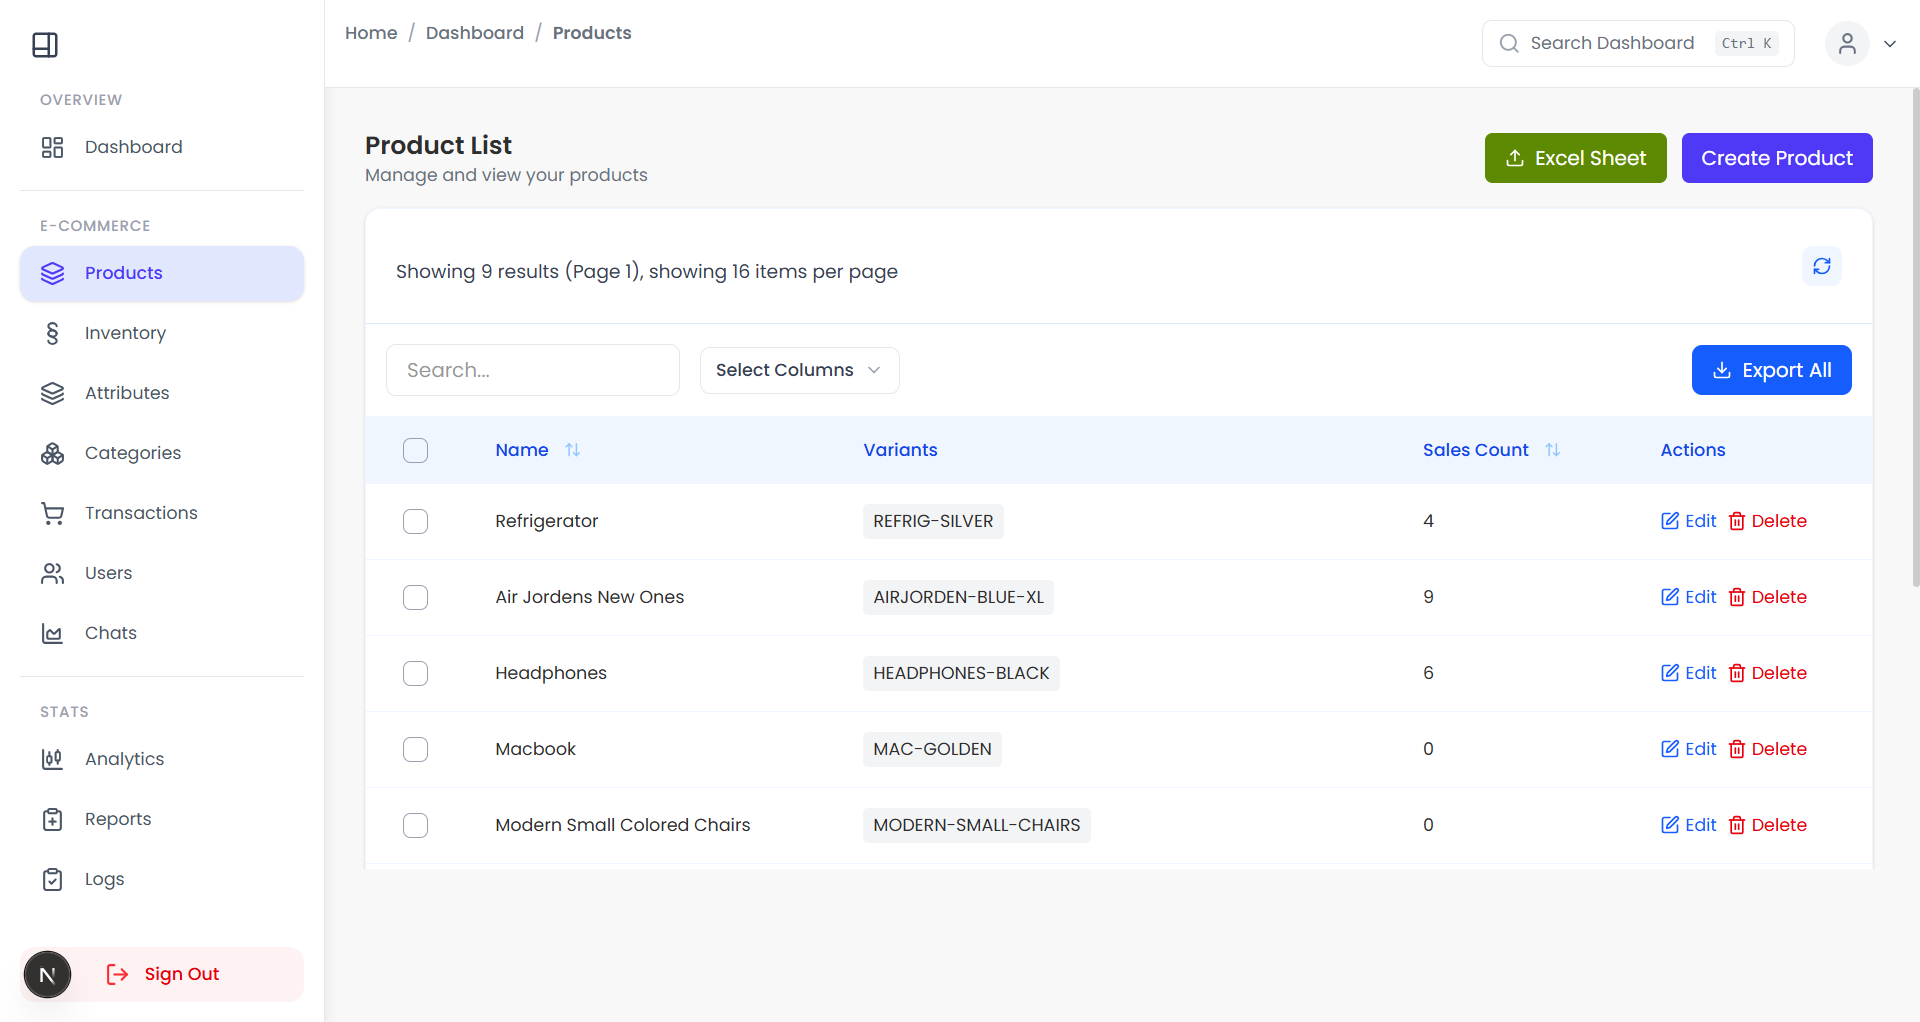 Home / Dashboard / Products
Search Dashboard Ctrl K
OVERVIEW
Dashboard
E-COMMERCE
Products
Inventory
Attributes
Categories
Transactions
Users
Chats
STATS
Analytics
Reports
Logs
N
Sign Out
Product List
Manage and view your products
Excel Sheet
Create Product
Showing 9 results (Page 1), showing 16 items per page
Search...
Select Columns
Export All
Name Variants Sales Count Actions
Refrigerator REFRIG-SILVER 4 Edit Delete
Air Jordens New Ones AIRJORDEN-BLUE-XL 9 Edit Delete
Headphones HEADPHONES-BLACK 6 Edit Delete
Macbook MAC-GOLDEN 0 Edit Delete
Modern Small Colored Chairs MODERN-SMALL-CHAIRS 0 Edit Delete